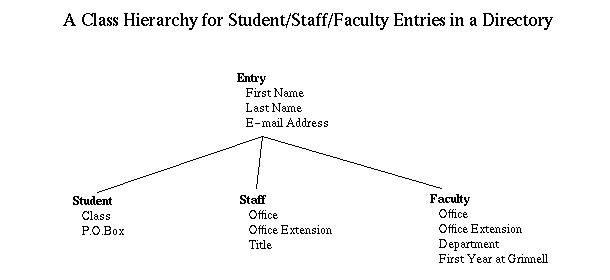 A Class Hierarchy for Student/Staff/Faculty Entries in a Directory
Entry
First Name
Last Name
E-mail Address
Student
Class
P.O.Box
Staff
Office
Office Extension
Title
Faculty
Office
Office Extension
Department
First Year at Grinnell